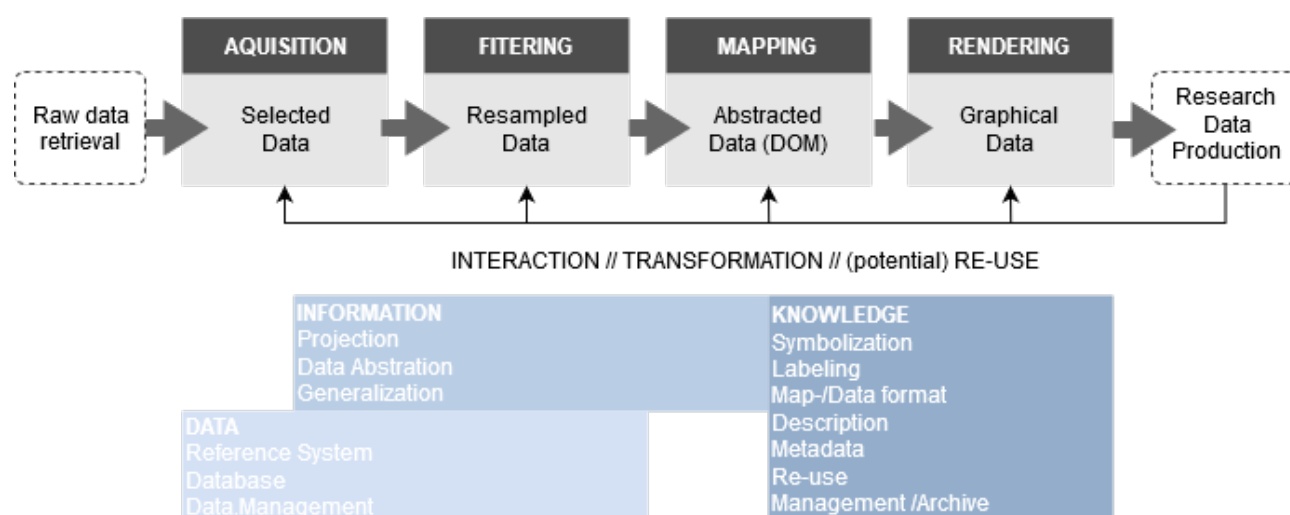 AQUISITION
FITERING
MAPPING
RENDERING
Raw data
retrieval
Selected
Data
Resampled
Data
Abstracted
Data (DOM)
Graphical
Data
Research
Data
Production
INTERACTION // TRANSFORMATION // (potential) RE-USE
INFORMATION
Projection
Data Abstration
Generalization
KNOWLEDGE
Symbolization
Labeling
Map-/Data format
Description
Metadata
Re-use
Management /Archive
DATA
Reference System
Database
Data Management